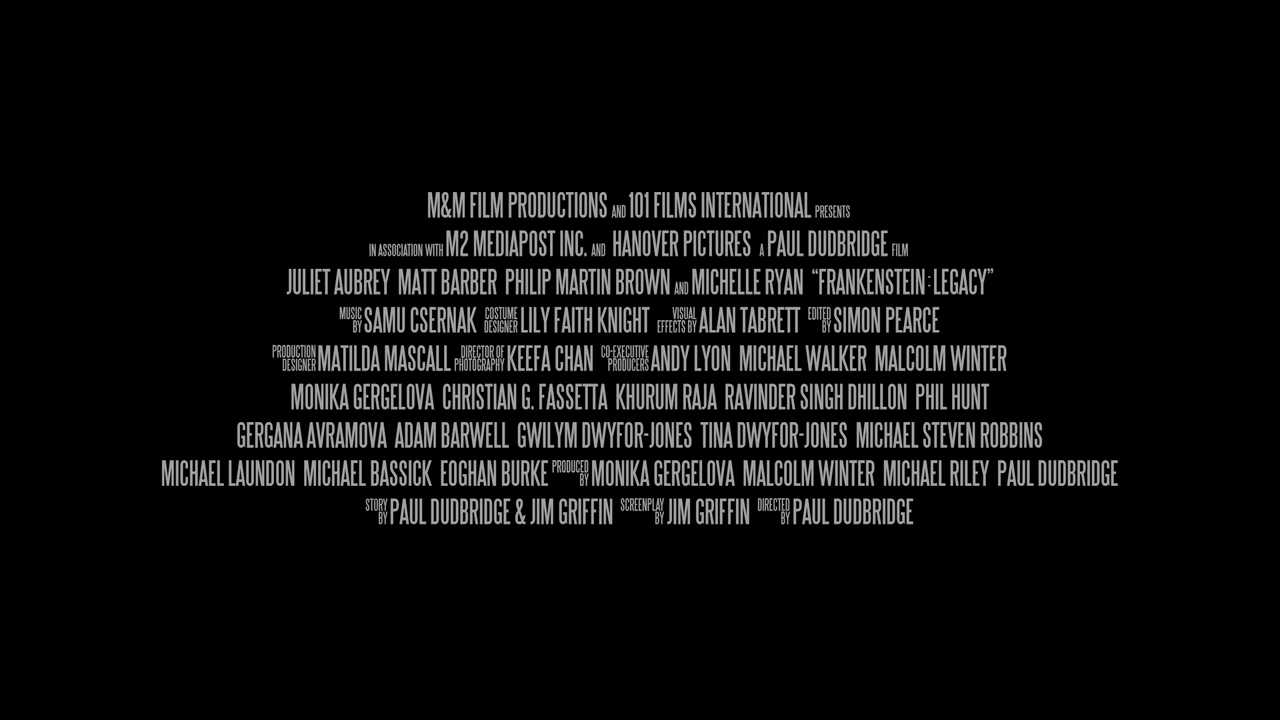 M&M FILM PRODUCTIONS AND 101 FILMS INTERNATIONAL PRESENTS
IN ASSOCIATION WITH M2 MEDIAPOST INC. AND HANOVER PICTURES A PAUL DUDBRIDGE FILM
JULIET AUBREY MATT BARBER PHILIP MARTIN BROWN AND MICHELLE RYAN “FRANKENSTEIN : LEGACY”
MUSIC BY SAMU CSERNAK COSTUME DESIGNER LILY FAITH KNIGHT VISUAL EFFECTS BY ALAN TABRETT EDITED BY SIMON PEARCE
PRODUCTION DESIGNER MATILDA MASCALL DIRECTOR OF PHOTOGRAPHY KEEFA CHAN CO-EXECUTIVE PRODUCERS ANDY LYON MICHAEL WALKER MALCOLM WINTER
MONIKA GERGELOVA CHRISTIAN G. FASSETTA KHURUM RAJA RAVINDER SINGH DHILLON PHIL HUNT
GERGANA AVRAMOVA ADAM BARWELL GWILYM DWYFOR-JONES TINA DWYFOR-JONES MICHAEL STEVEN ROBBINS
MICHAEL LAUNDON MICHAEL BASSICK EOGHAN BURKE PRODUCED BY MONIKA GERGELOVA MALCOLM WINTER MICHAEL RILEY PAUL DUDBRIDGE
STORY BY PAUL DUDBRIDGE & JIM GRIFFIN SCREENPLAY BY JIM GRIFFIN DIRECTED BY PAUL DUDBRIDGE